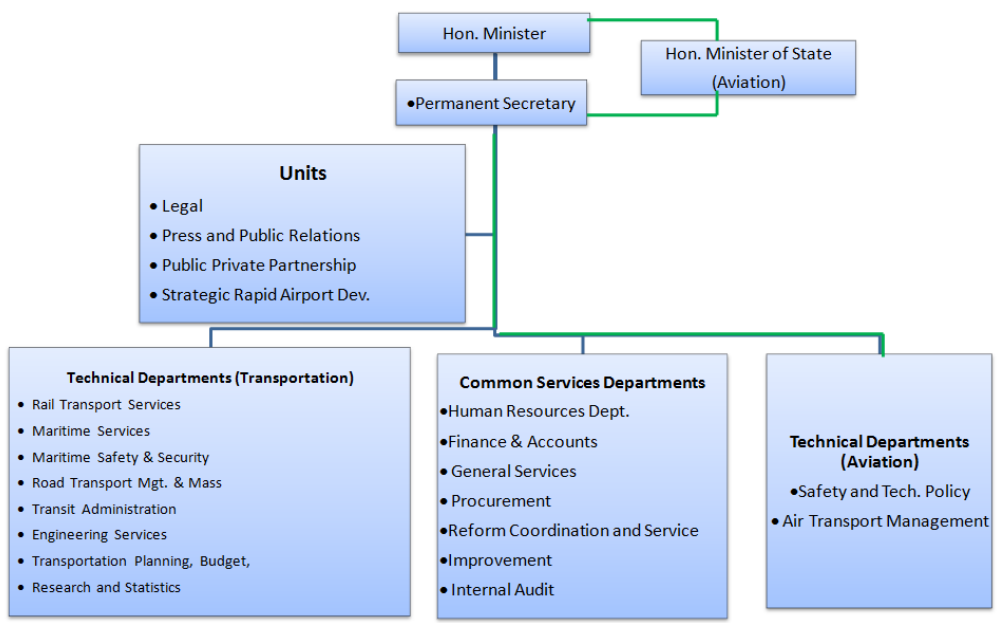 Hon. Minister
Hon. Minister of State
(Aviation)
•Permanent Secretary
Units
• Legal
• Press and Public Relations
• Public Private Partnership
• Strategic Rapid Airport Dev.
Technical Departments (Transportation)
• Rail Transport Services
• Maritime Services
• Maritime Safety & Security
• Road Transport Mgt. & Mass
• Transit Administration
• Engineering Services
• Transportation Planning, Budget,
• Research and Statistics
Common Services Departments
•Human Resources Dept.
•Finance & Accounts
• General Services
• Procurement
•Reform Coordination and Service
•Improvement
• Internal Audit
Technical Departments
(Aviation)
•Safety and Tech. Policy
• Air Transport Management